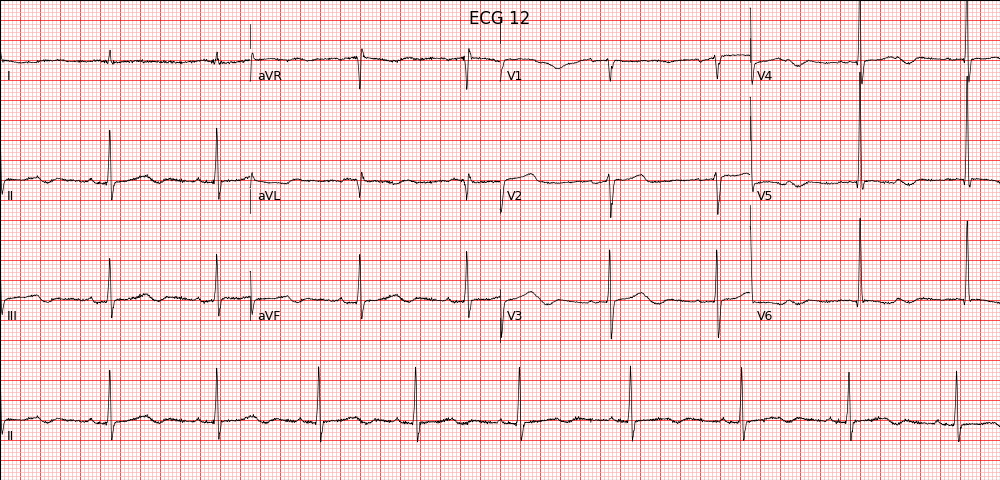 ECG 12
I aVR V1 V4
II aVL V2 V5
III aVF V3 V6
II